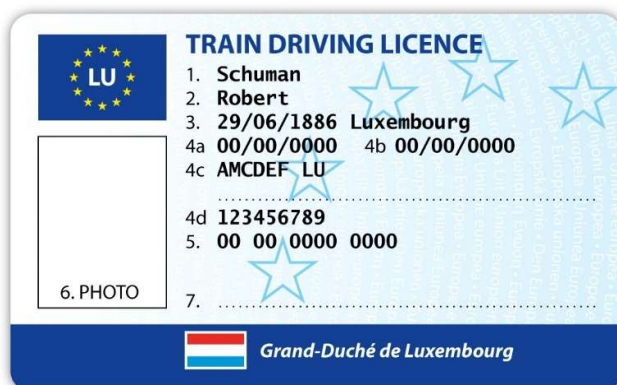 LU
TRAIN DRIVING LICENCE
1. Schuman
2. Robert
3. 29/06/1886 Luxembourg
4a 00/00/0000 4b 00/00/0000
4c AMCDEF LU
4d 123456789
5. 00 00 0000 0000
6. PHOTO
7.
Grand-Duché de Luxembourg